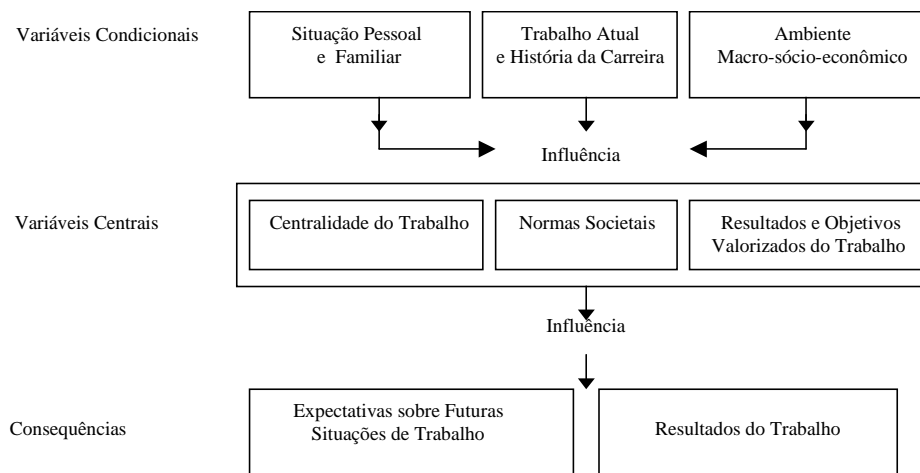 Variáveis Condicionais
Situação Pessoal
e Familiar
Trabalho Atual
e História da Carreira
Ambiente
Macro-sócio-econômico
Influência
Variáveis Centrais
Centralidade do Trabalho
Normas Societais
Resultados e Objetivos
Valorizados do Trabalho
Influência
Consequências
Expectativas sobre Futuras
Situações de Trabalho
Resultados do Trabalho